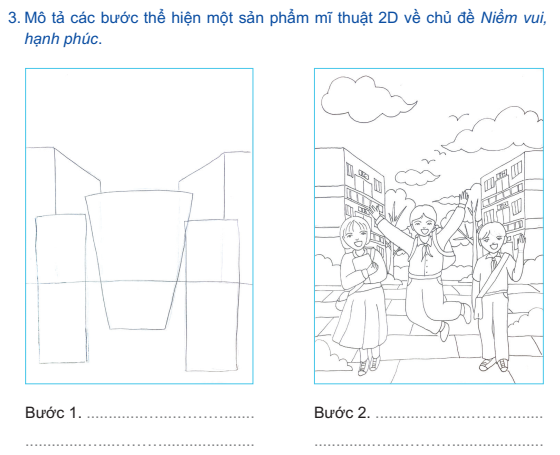 3. Mô tả các bước thể hiện một sản phẩm mĩ thuật 2D về chủ đề Niềm vui,
hạnh phúc.
Bước 1. ........................................
Bước 2. ........................................
......................................................
......................................................